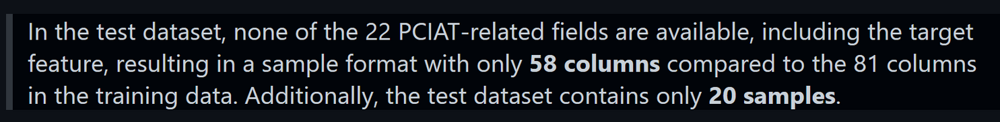 In the test dataset, none of the 22 PCIAT-related fields are available, including the target
feature, resulting in a sample format with only 58 columns compared to the 81 columns
in the training data. Additionally, the test dataset contains only 20 samples.